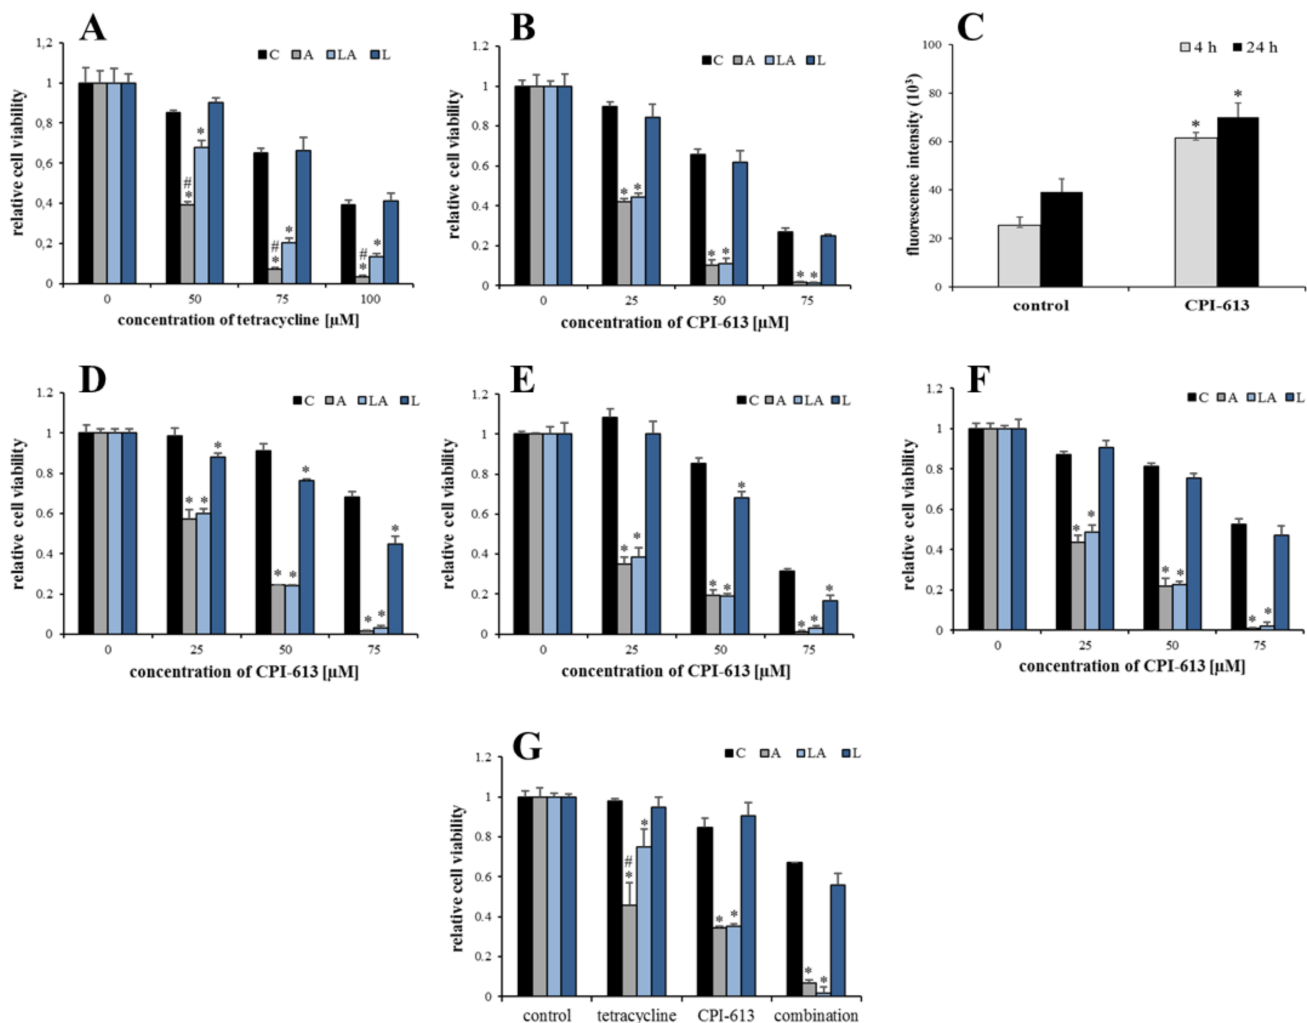 A
1,2
1
0,8
0,6
0,4
0,2
0
relative cell viability
C A LA L
* # * # * * # * *
0 50 75 100
concentration of tetracycline [µM]
B
1.2
1
0.8
0.6
0.4
0.2
0
relative cell viability
C A LA L
* * * * * *
0 25 50 75
concentration of CPI-613 [µM]
C
100
80
60
40
20
0
fluorescence intensity (10³)
4 h 24 h
* *
control CPI-613
D
1.2
1
0.8
0.6
0.4
0.2
0
relative cell viability
C A LA L
* * * * * * * * *
0 25 50 75
concentration of CPI-613 [µM]
E
1.2
1
0.8
0.6
0.4
0.2
0
relative cell viability
C A LA L
* * * * * * * *
0 25 50 75
concentration of CPI-613 [µM]
F
1.2
1
0.8
0.6
0.4
0.2
0
relative cell viability
C A LA L
* * * * * *
0 25 50 75
concentration of CPI-613 [µM]
G
1.2
1
0.8
0.6
0.4
0.2
0
relative cell viability
C A LA L
# * * * * * *
control tetracycline CPI-613 combination